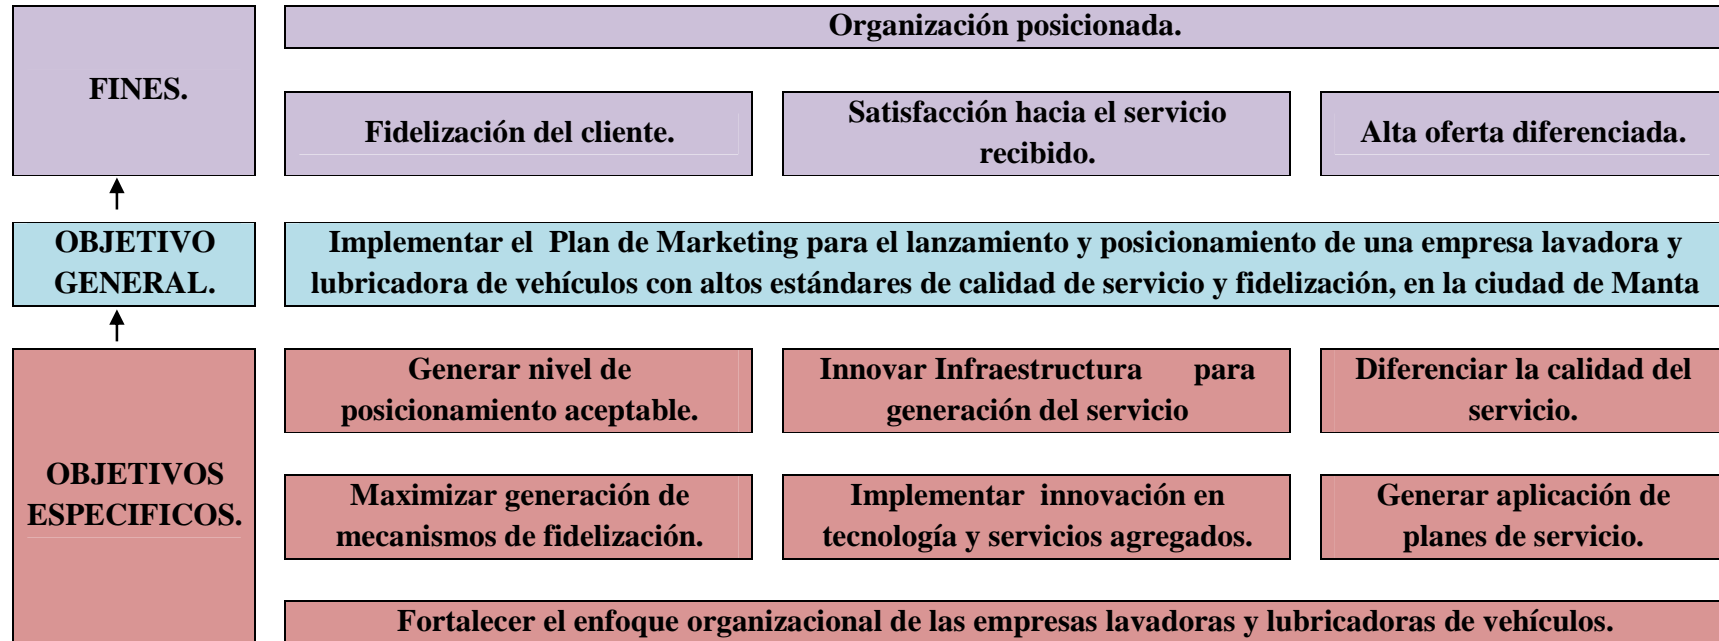 FINES.
Organización posicionada.
Fidelización del cliente.
Satisfacción hacia el servicio
recibido.
Alta oferta diferenciada.
OBJETIVO
GENERAL.
Implementar el Plan de Marketing para el lanzamiento y posicionamiento de una empresa lavadora y
lubricadora de vehículos con altos estándares de calidad de servicio y fidelización, en la ciudad de Manta
OBJETIVOS
ESPECIFICOS.
Generar nivel de
posicionamiento aceptable.
Innovar Infraestructura para
generación del servicio
Diferenciar la calidad del
servicio.
Maximizar generación de
mecanismos de fidelización.
Implementar innovación en
tecnología y servicios agregados.
Generar aplicación de
planes de servicio.
Fortalecer el enfoque organizacional de las empresas lavadoras y lubricadoras de vehículos.